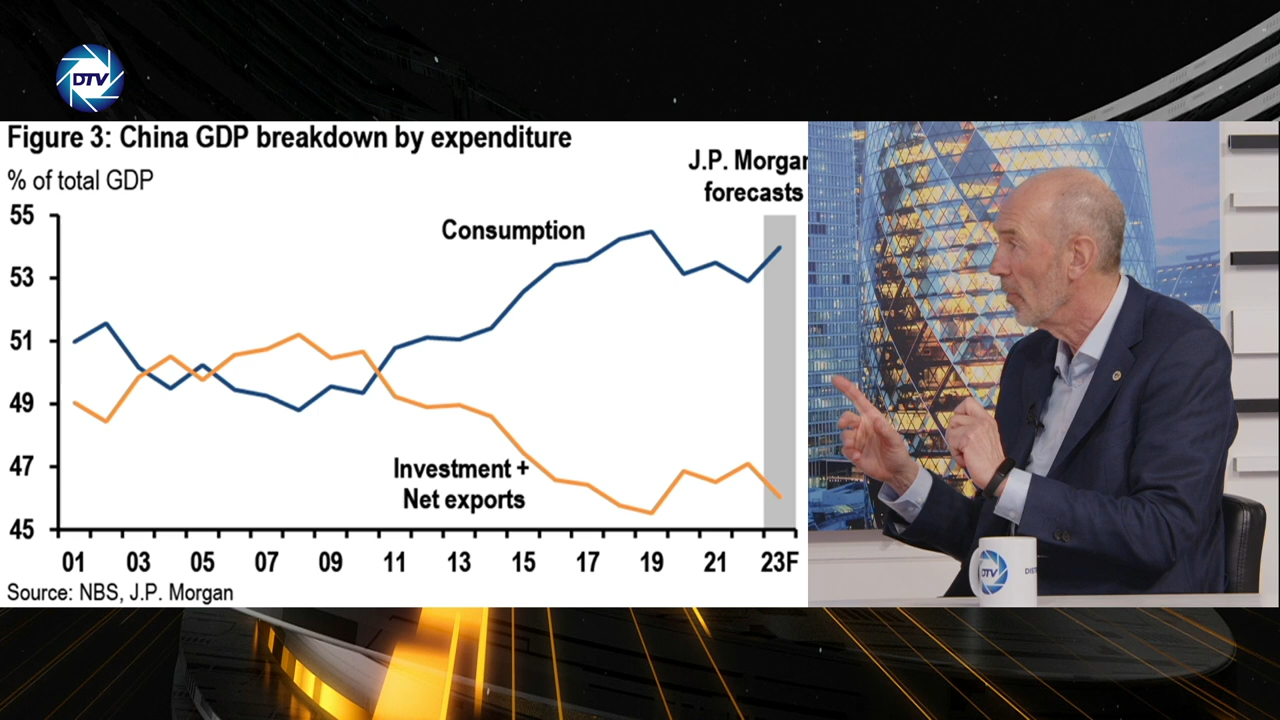 DTV
Figure 3: China GDP breakdown by expenditure
% of total GDP
J.P. Morgan
forecasts
55
53
51
49
47
45
Consumption
Investment +
Net exports
01 03 05 07 09 11 13 15 17 19 21 23F
Source: NBS, J.P. Morgan
DTV
DIST